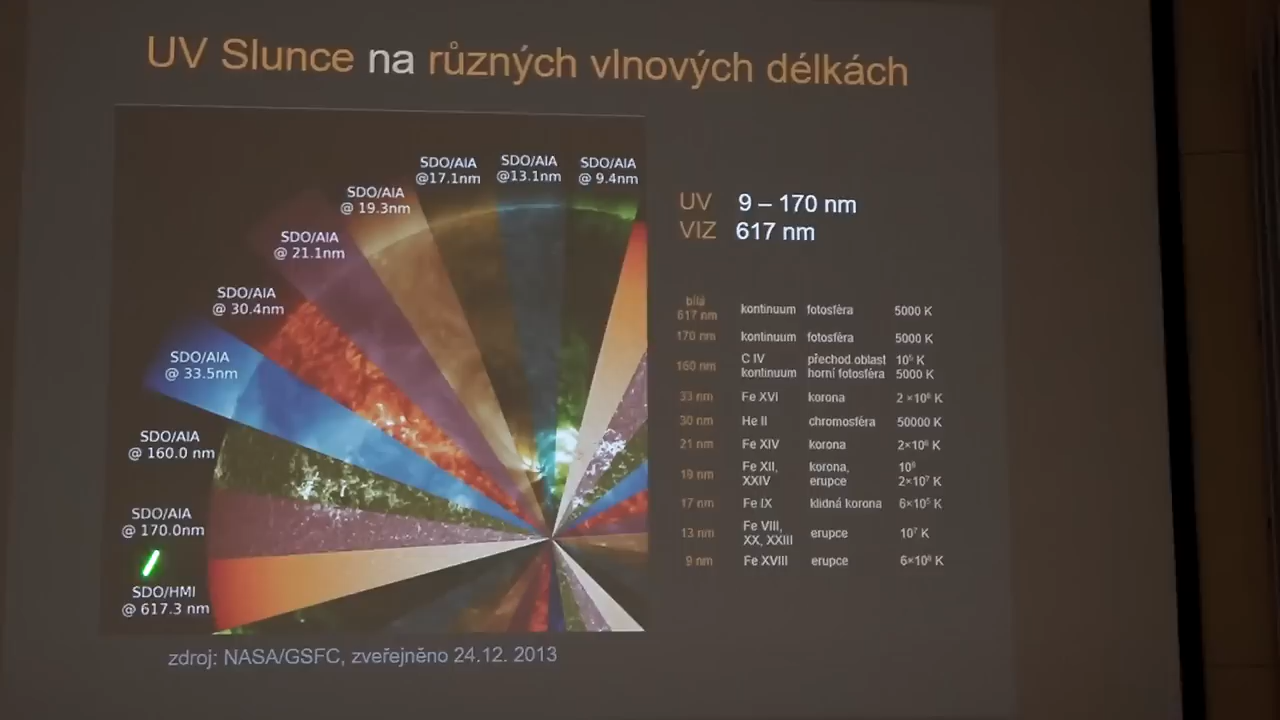 UV Slunce na různých vlnových délkách
SDO/AIA
@17.1nm
SDO/AIA
@13.1nm
SDO/AIA
@ 9.4nm
SDO/AIA
@ 19.3nm
SDO/AIA
@ 21.1nm
SDO/AIA
@ 30.4nm
SDO/AIA
@ 33.5nm
SDO/AIA
@ 160.0 nm
SDO/AIA
@ 170.0nm
SDO/HMI
@ 617.3 nm
UV 9 – 170 nm
VIZ 617 nm
bílá
617 nm kontinuum fotosféra 5000 K
170 nm kontinuum fotosféra 5000 K
160 nm C IV přechod.oblast 10⁵ K
kontinuum horní fotosféra 5000 K
33 nm Fe XVI korona 2 ×10⁶ K
30 nm He II chromosféra 50000 K
21 nm Fe XIV korona 2×10⁶ K
19 nm Fe XII, korona, 10⁶
XXIV erupce 2×10⁷ K
17 nm Fe IX klidná korona 6×10⁵ K
13 nm Fe VIII, erupce 10⁷ K
XX, XXIII
9 nm Fe XVIII erupce 6×10⁶ K
zdroj: NASA/GSFC, zveřejněno 24.12. 2013